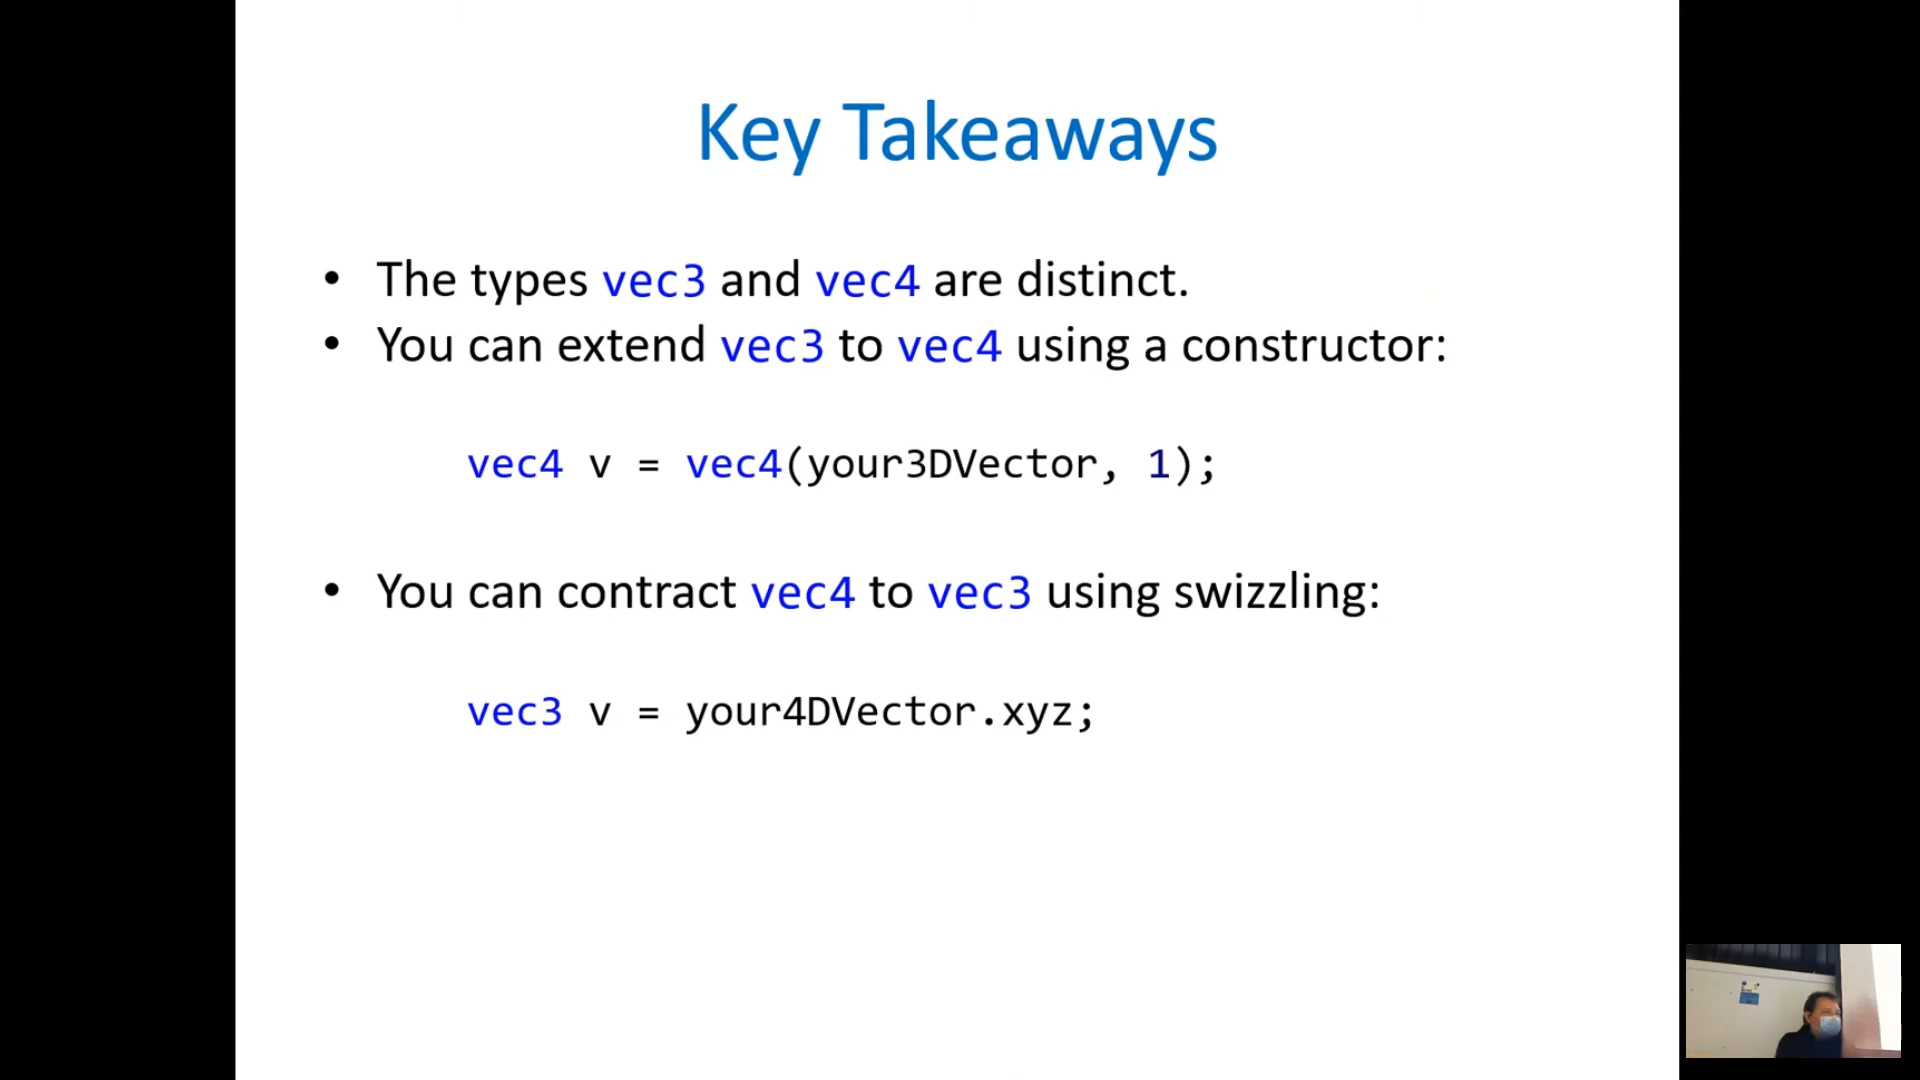 Key Takeaways
• The types vec3 and vec4 are distinct.
• You can extend vec3 to vec4 using a constructor:
vec4 v = vec4(your3DVector, 1);
• You can contract vec4 to vec3 using swizzling:
vec3 v = your4DVector.xyz;